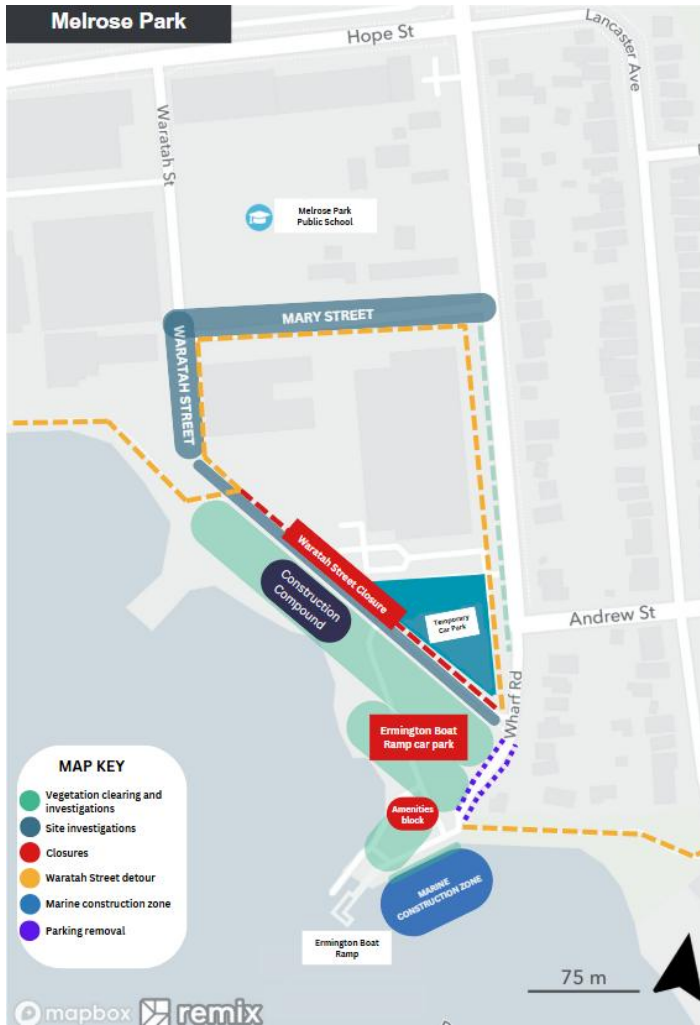 Melrose Park
Hope St
Lancaster Ave
Waratah St
Melrose Park
Public School
MARY STREET
WARATAH STREET
Waratah Street Closure
Construction
Compound
Temporary
Car Park
Andrew St
Wharf Rd
Ermington Boat
Ramp car park
Amenities
block
MARINE
CONSTRUCTION ZONE
Ermington Boat
Ramp
MAP KEY
Vegetation clearing and
investigations
Site investigations
Closures
Waratah Street detour
Marine construction zone
Parking removal
75 m
mapbox remix